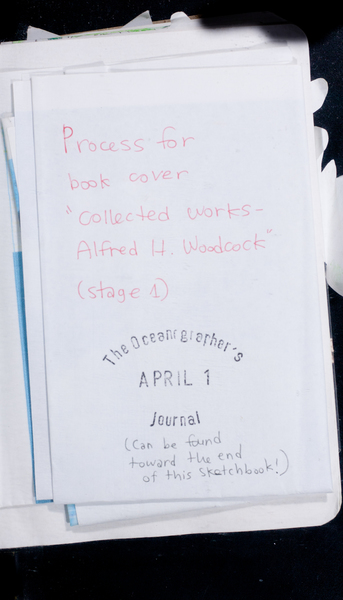 Process for
book cover
"collected works-
Alfred H. Woodcock"
(stage 1)
The Oceanographer's
APRIL 1
Journal
(Can be found
toward the end
of this sketchbook!)